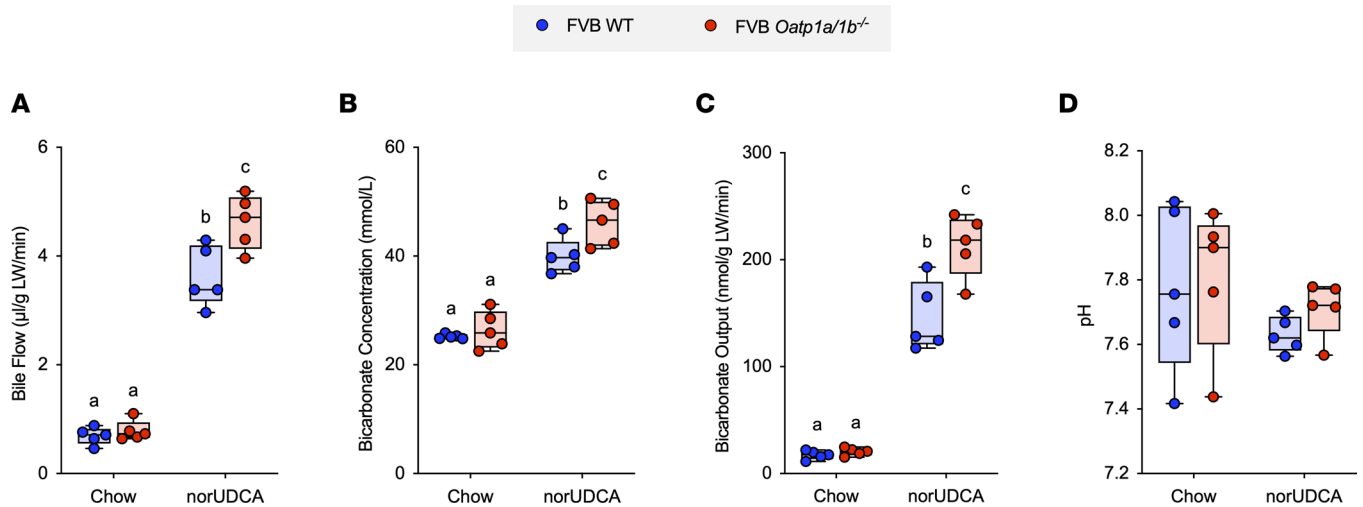 FVB WT FVB Oatp1a/1b-/-
A
Bile Flow (µl/g LW/min)
6
4
2
0
a
a
b
c
Chow norUDCA
B
Bicarbonate Concentration (mmol/L)
60
40
20
0
a
a
b
c
Chow norUDCA
C
Bicarbonate Output (nmol/g LW/min)
300
200
100
0
a
a
b
c
Chow norUDCA
D
pH
8.2
8.0
7.8
7.6
7.4
7.2
Chow norUDCA